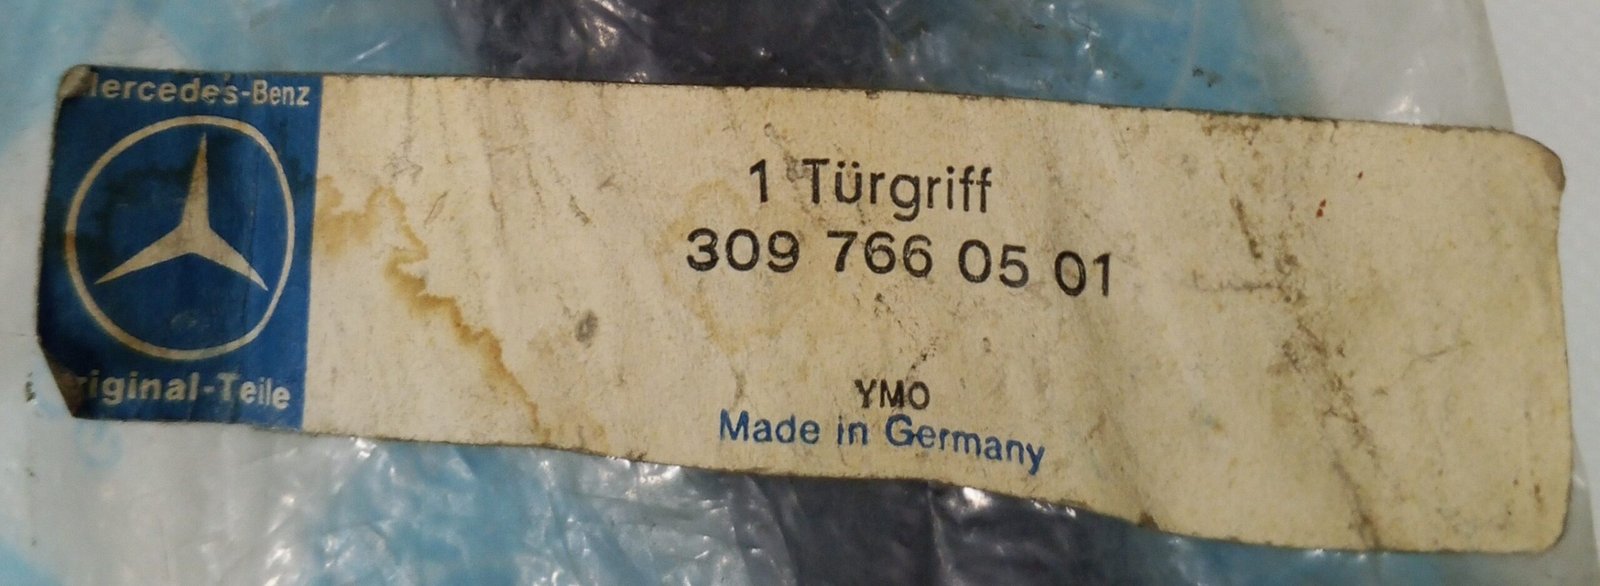 Mercedes-Benz
Original-Teile
1 Türgriff
309 766 05 01
YMO
Made in Germany